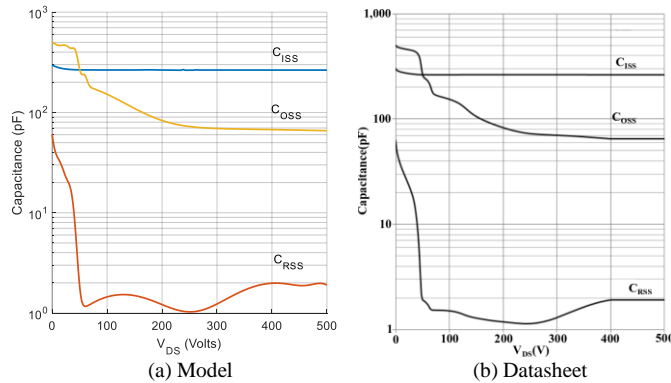 10³
10²
10¹
10⁰
Capacitance (pF)
C_ISS
C_OSS
C_RSS
0 100 200 300 400 500
V_DS (Volts)
(a) Model
1,000
100
10
1
Capacitance(pF)
C_ISS
C_OSS
C_RSS
0 100 200 300 400 500
V_DS(V)
(b) Datasheet